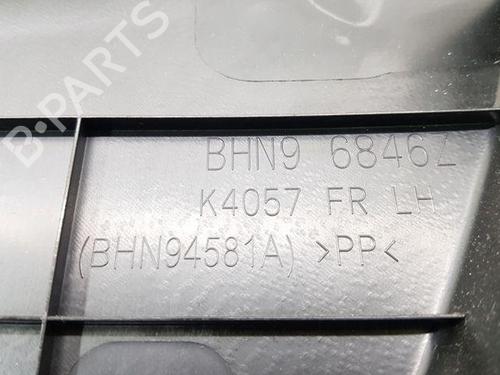 B-PARTS
BHN9 6846Z
K4057 FR LH
(BHN94581A) >PP<